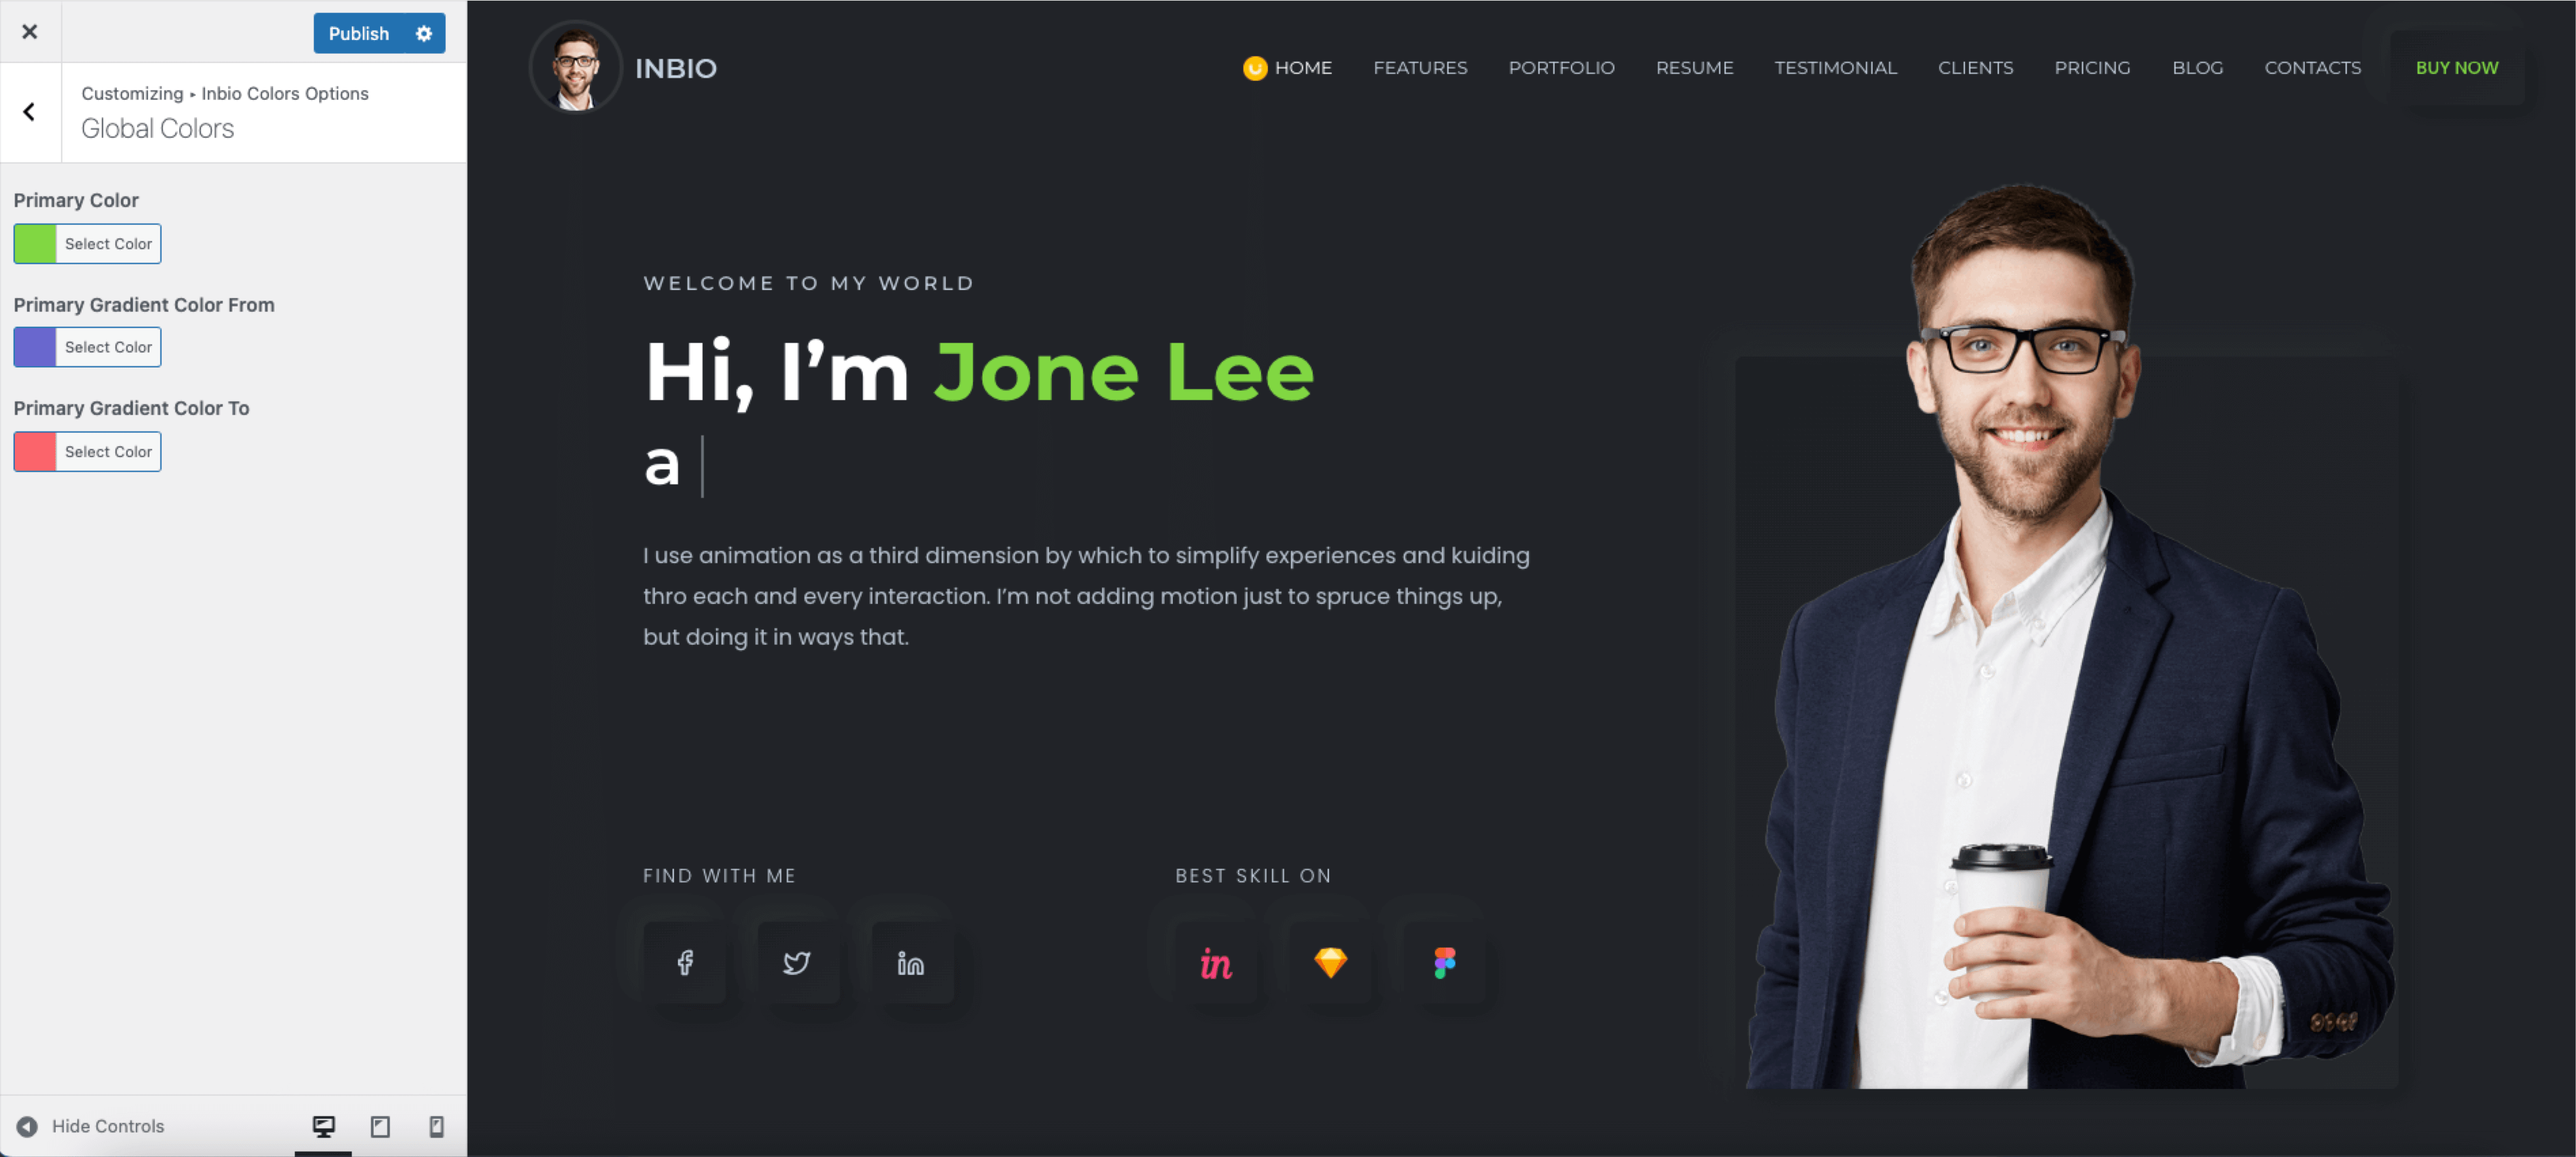 Publish
Customizing ▸ Inbio Colors Options
Global Colors
Primary Color
Select Color
Primary Gradient Color From
Select Color
Primary Gradient Color To
Select Color
Hide Controls
INBIO
HOME FEATURES PORTFOLIO RESUME TESTIMONIAL CLIENTS PRICING BLOG CONTACTS BUY NOW
WELCOME TO MY WORLD
Hi, I’m Jone Lee
a
I use animation as a third dimension by which to simplify experiences and kuiding
thro each and every interaction. I’m not adding motion just to spruce things up,
but doing it in ways that.
FIND WITH ME
BEST SKILL ON
in
in